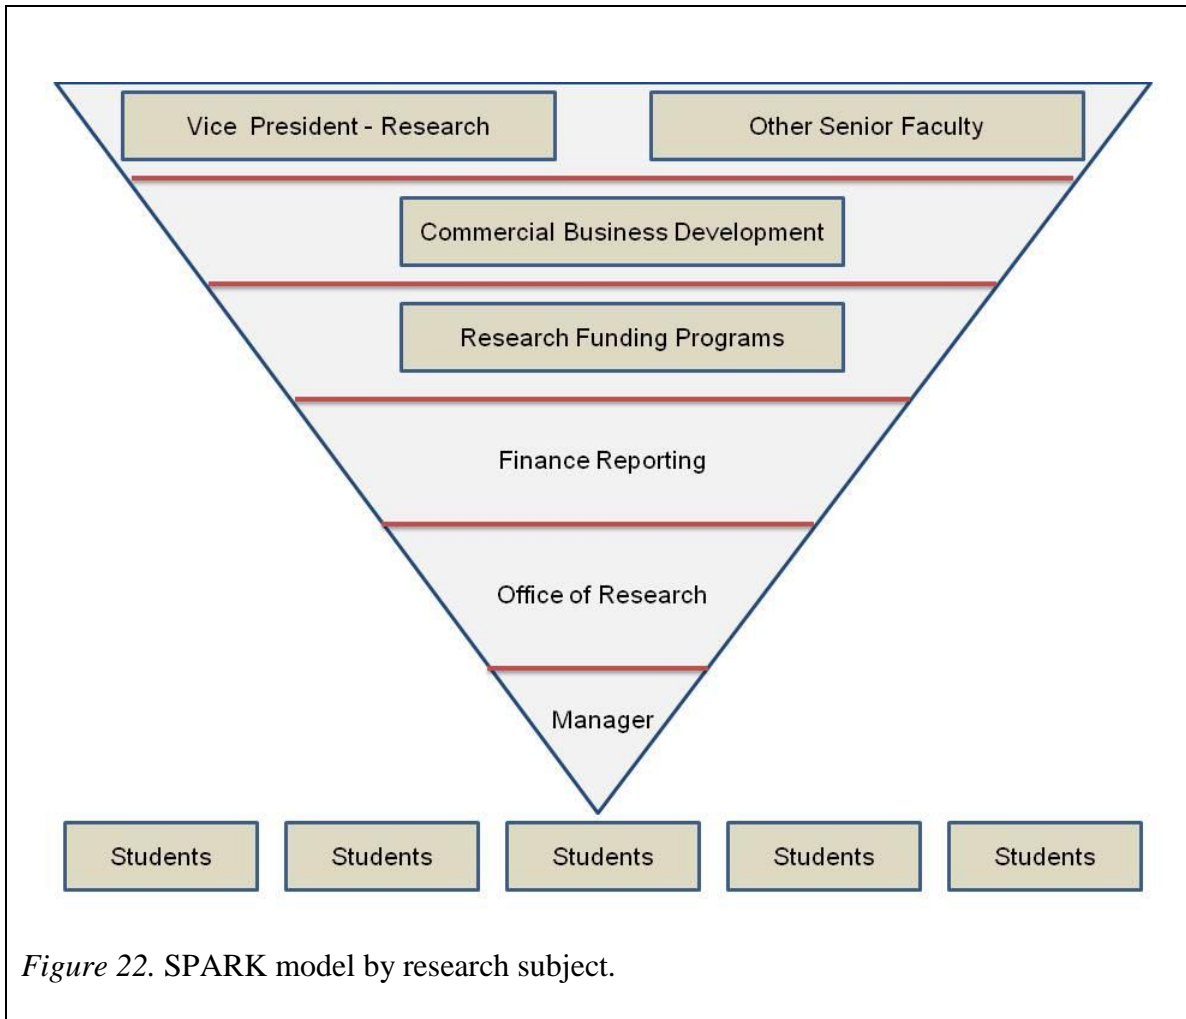 Vice President - Research
Other Senior Faculty
Commercial Business Development
Research Funding Programs
Finance Reporting
Office of Research
Manager
Students
Students
Students
Students
Students
Figure 22. SPARK model by research subject.